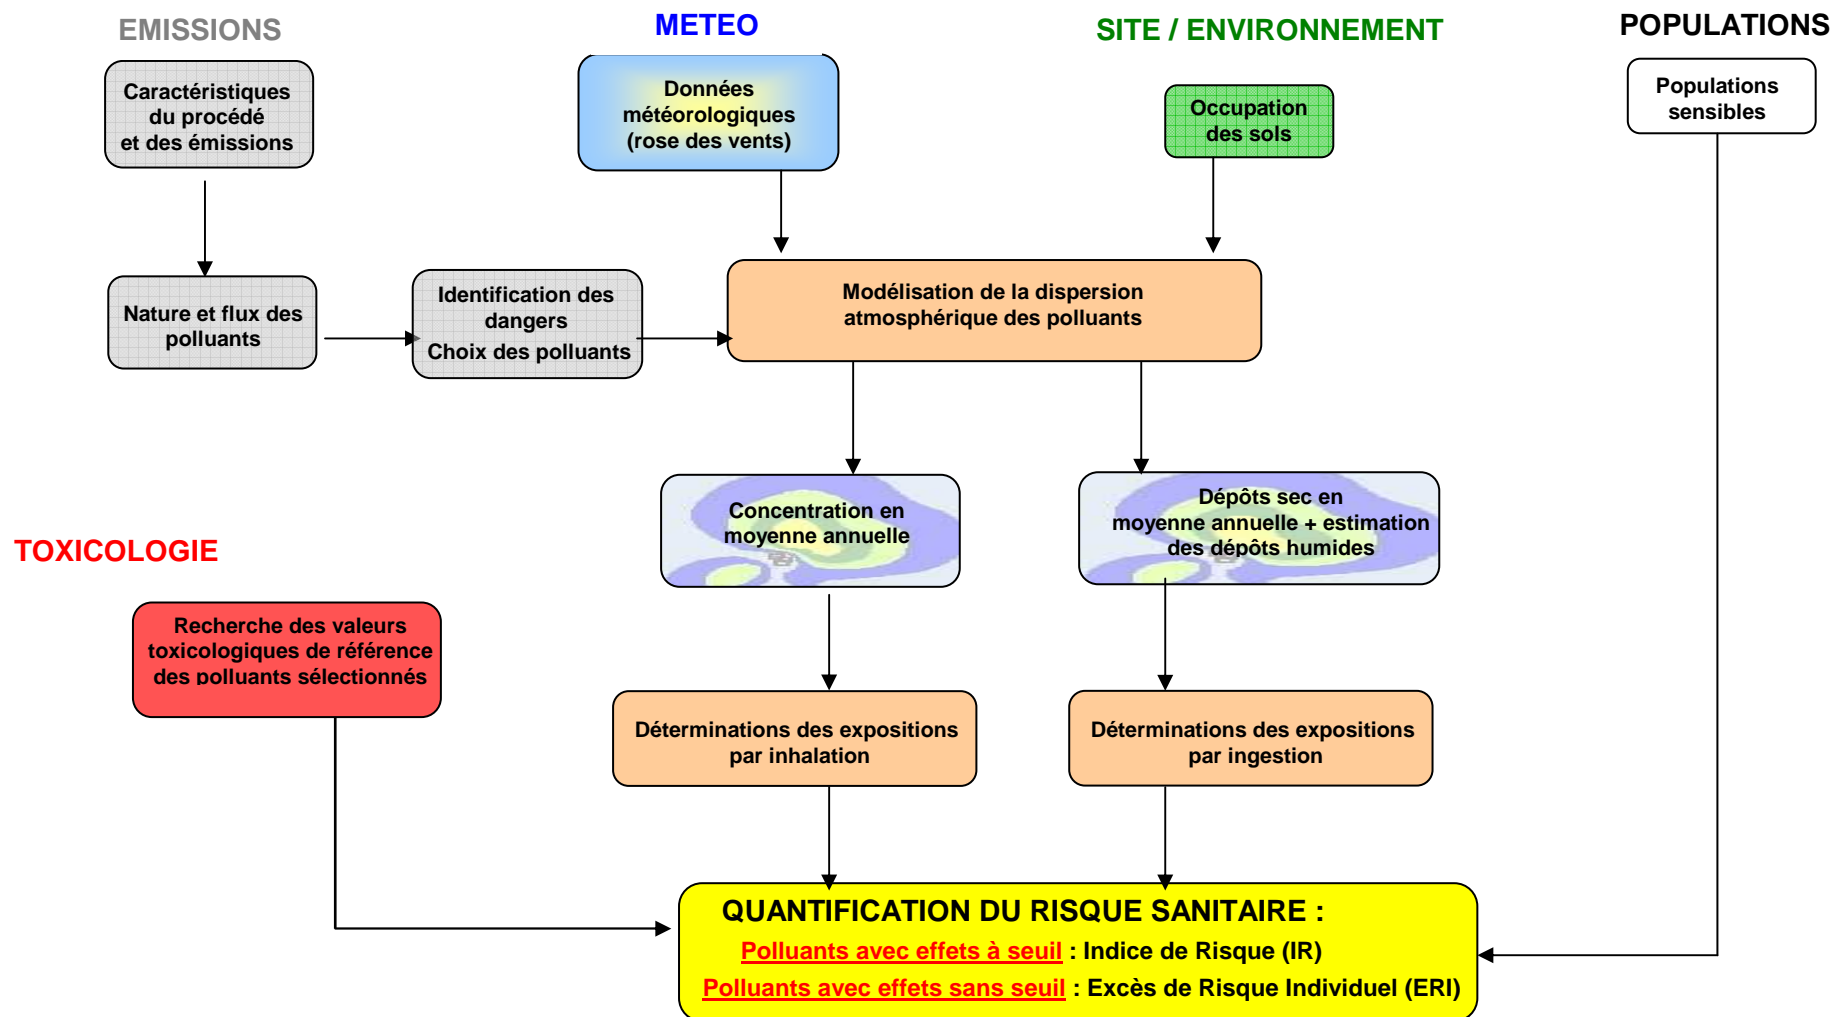 EMISSIONS
METEO
SITE / ENVIRONNEMENT
POPULATIONS
Caractéristiques
du procédé
et des émissions
Données
météorologiques
(rose des vents)
Occupation
des sols
Populations
sensibles
Nature et flux des
polluants
Identification des
dangers
Choix des polluants
Modélisation de la dispersion
atmosphérique des polluants
Concentration en
moyenne annuelle
Dépôts sec en
moyenne annuelle + estimation
des dépôts humides
TOXICOLOGIE
Recherche des valeurs
toxicologiques de référence
des polluants sélectionnés
Déterminations des expositions
par inhalation
Déterminations des expositions
par ingestion
QUANTIFICATION DU RISQUE SANITAIRE :
Polluants avec effets à seuil : Indice de Risque (IR)
Polluants avec effets sans seuil : Excès de Risque Individuel (ERI)